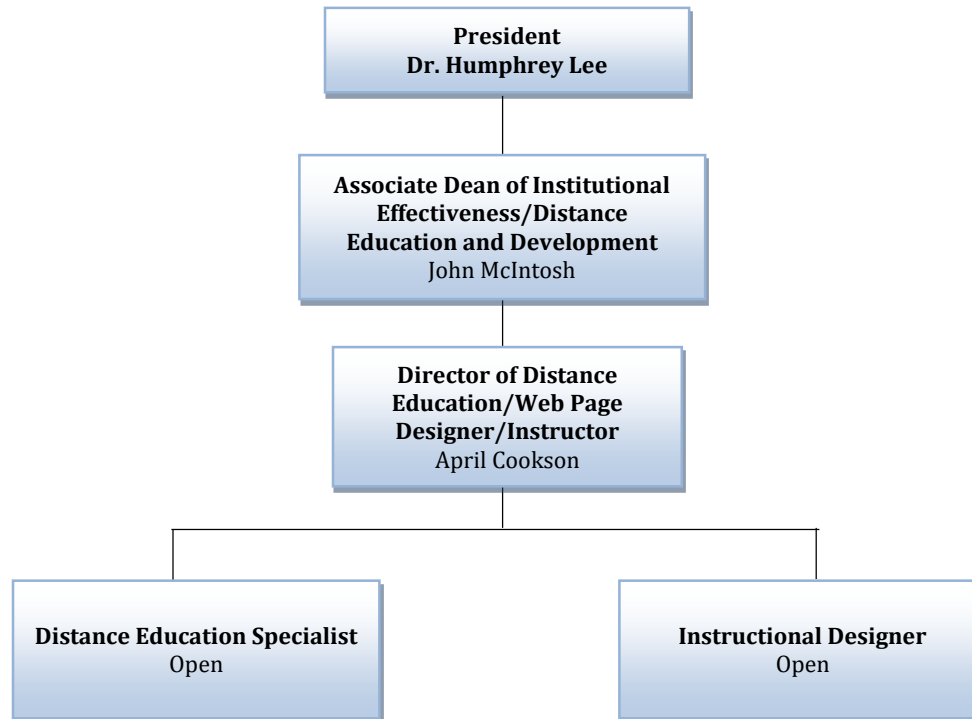 President
Dr. Humphrey Lee
Associate Dean of Institutional
Effectiveness/Distance
Education and Development
John McIntosh
Director of Distance
Education/Web Page
Designer/Instructor
April Cookson
Distance Education Specialist
Open
Instructional Designer
Open